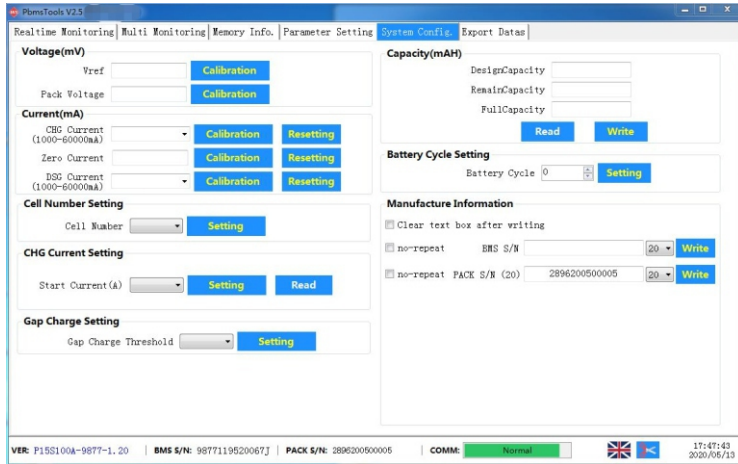 PbmsTools V2.5
Realtime Monitoring Multi Monitoring Memory Info. Parameter Setting System Config. Export Datas
Voltage(mV)
Vref Calibration
Pack Voltage Calibration
Current(mA)
CHG Current
(1000-60000mA) Calibration Resetting
Zero Current Calibration Resetting
DSG Current
(1000-60000mA) Calibration Resetting
Cell Number Setting
Cell Number Setting
CHG Current Setting
Start Current(A) Setting Read
Gap Charge Setting
Gap Charge Threshold Setting
Capacity(mAH)
DesignCapacity
RemainCapacity
FullCapacity
Read Write
Battery Cycle Setting
Battery Cycle 0 Setting
Manufacture Information
Clear text box after writing
no-repeat BMS S/N 20 Write
no-repeat PACK S/N (20) 2896200500005 20 Write
VER: P15S100A-9877-1.20 BMS S/N: 9877119520067J PACK S/N: 2896200500005 COMM: Normal 17:47:43
2020/05/13